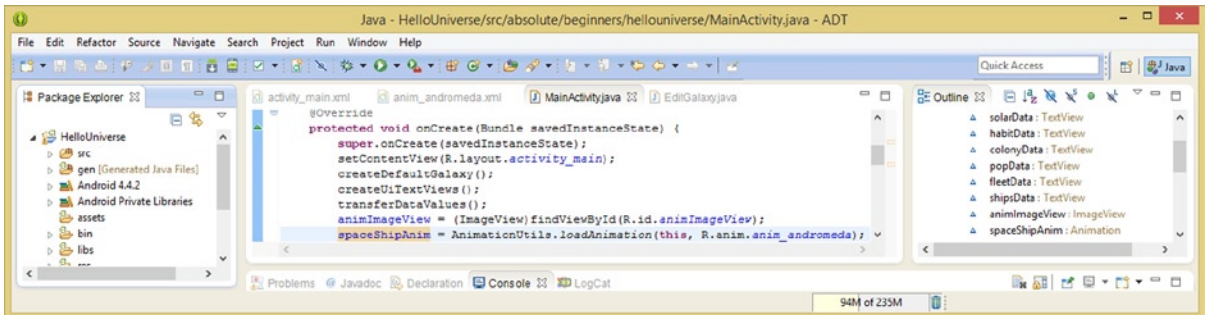 Java - HelloUniverse/src/absolute/beginners/hellouniverse/MainActivity.java - ADT
File Edit Refactor Source Navigate Search Project Run Window Help
Quick Access
Java
Package Explorer
HelloUniverse
src
gen [Generated Java Files]
Android 4.4.2
Android Private Libraries
assets
bin
libs
res
activity_main.xml anim_andromeda.xml MainActivity.java EditGalaxy.java
@Override
protected void onCreate(Bundle savedInstanceState) {
super.onCreate(savedInstanceState);
setContentView(R.layout.activity_main);
createDefaultGalaxy();
createUiTextViews();
transferDataValues();
animImageView = (ImageView)findViewById(R.id.animImageView);
spaceShipAnim = AnimationUtils.loadAnimation(this, R.anim.anim_andromeda);
Outline
solarData : TextView
habitData : TextView
colonyData : TextView
popData : TextView
fleetData : TextView
shipsData : TextView
animImageView : ImageView
spaceShipAnim : Animation
Problems Javadoc Declaration Console LogCat
94M of 235M